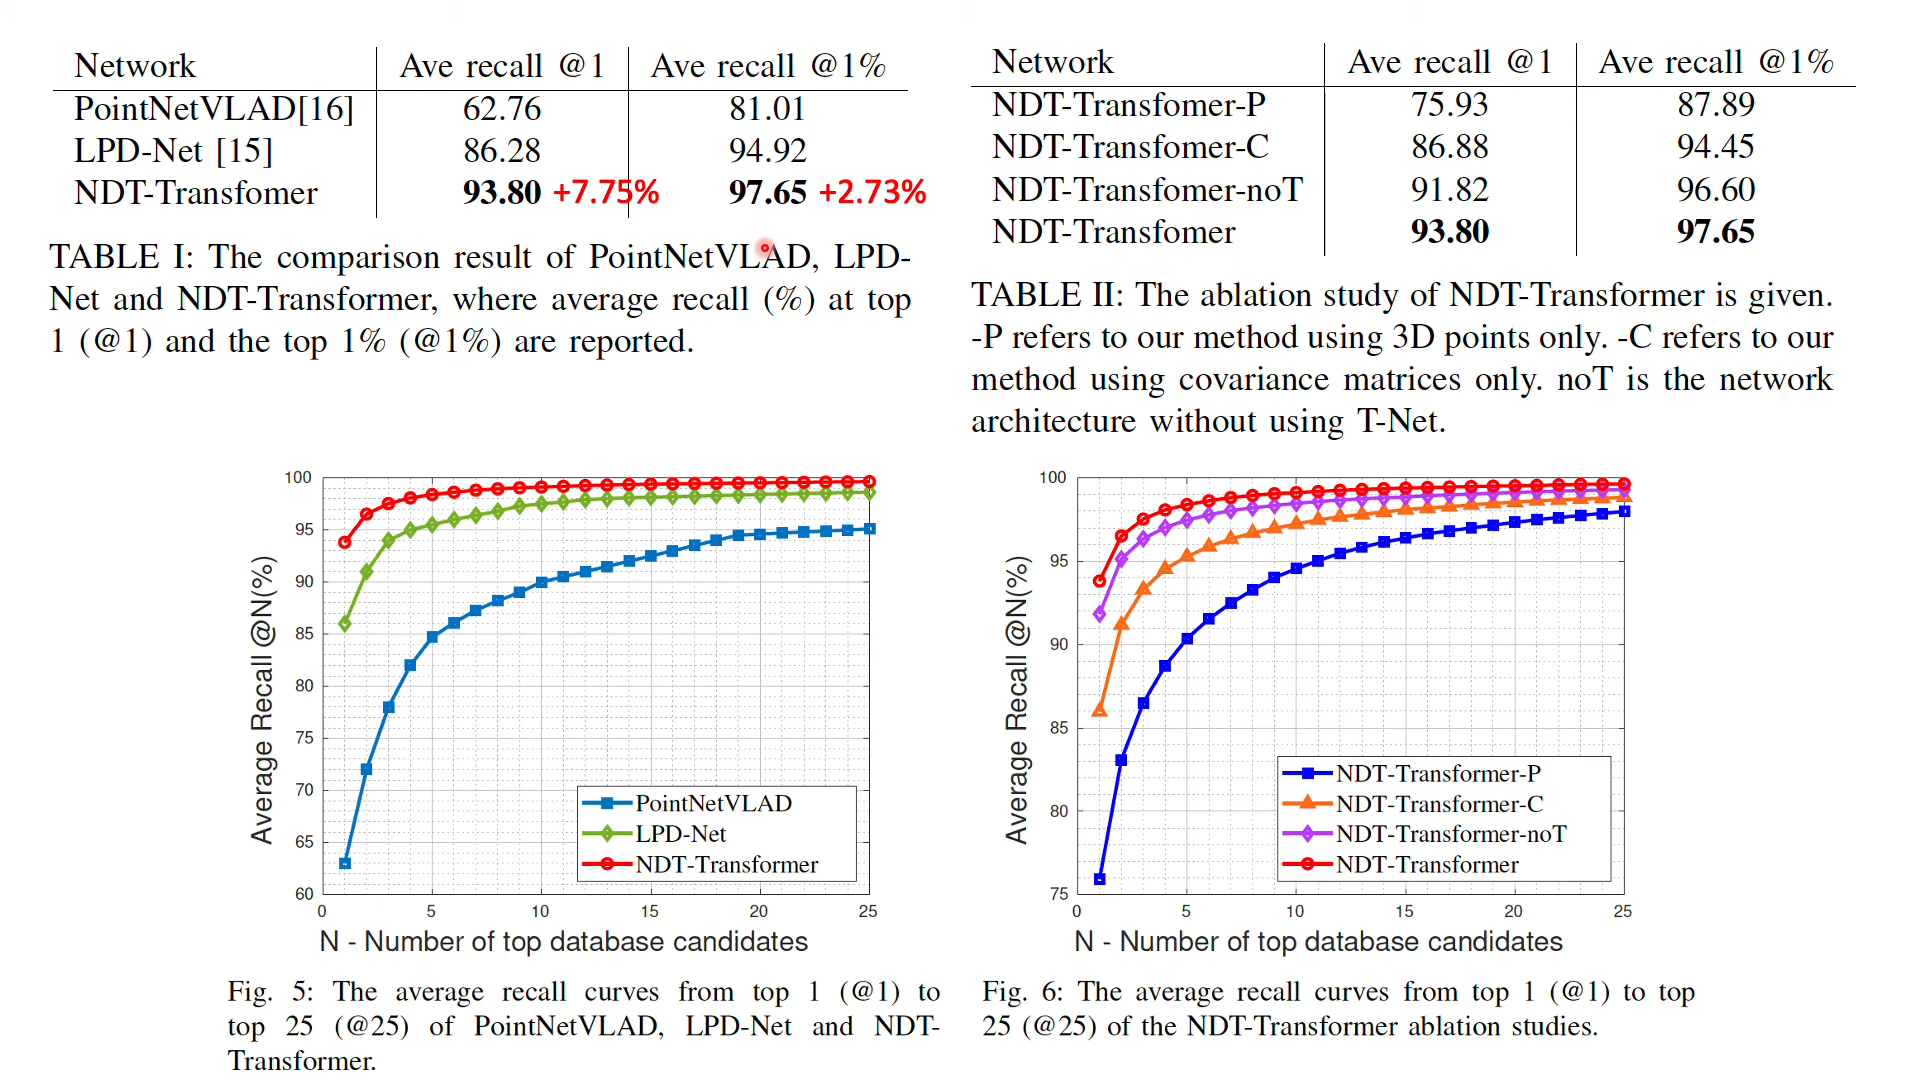 Network Ave recall @1 Ave recall @1%
PointNetVLAD[16] 62.76 81.01
LPD-Net [15] 86.28 94.92
NDT-Transfomer 93.80 +7.75% 97.65 +2.73%
TABLE I: The comparison result of PointNetVLAD, LPD-
Net and NDT-Transformer, where average recall (%) at top
1 (@1) and the top 1% (@1%) are reported.
Network Ave recall @1 Ave recall @1%
NDT-Transfomer-P 75.93 87.89
NDT-Transfomer-C 86.88 94.45
NDT-Transfomer-noT 91.82 96.60
NDT-Transfomer 93.80 97.65
TABLE II: The ablation study of NDT-Transformer is given.
-P refers to our method using 3D points only. -C refers to our
method using covariance matrices only. noT is the network
architecture without using T-Net.
Average Recall @N(%)
100
95
90
85
80
75
70
65
60
0 5 10 15 20 25
PointNetVLAD
LPD-Net
NDT-Transformer
N - Number of top database candidates
Fig. 5: The average recall curves from top 1 (@1) to
top 25 (@25) of PointNetVLAD, LPD-Net and NDT-
Transformer.
Average Recall @N(%)
100
95
90
85
80
75
0 5 10 15 20 25
NDT-Transformer-P
NDT-Transformer-C
NDT-Transformer-noT
NDT-Transformer
N - Number of top database candidates
Fig. 6: The average recall curves from top 1 (@1) to top
25 (@25) of the NDT-Transformer ablation studies.